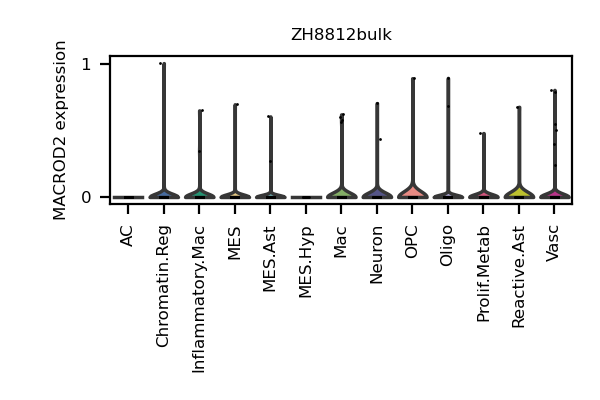 ZH8812bulk
MACROD2 expression
1
0
AC
Chromatin.Reg
Inflammatory.Mac
MES
MES.Ast
MES.Hyp
Mac
Neuron
OPC
Oligo
Prolif.Metab
Reactive.Ast
Vasc